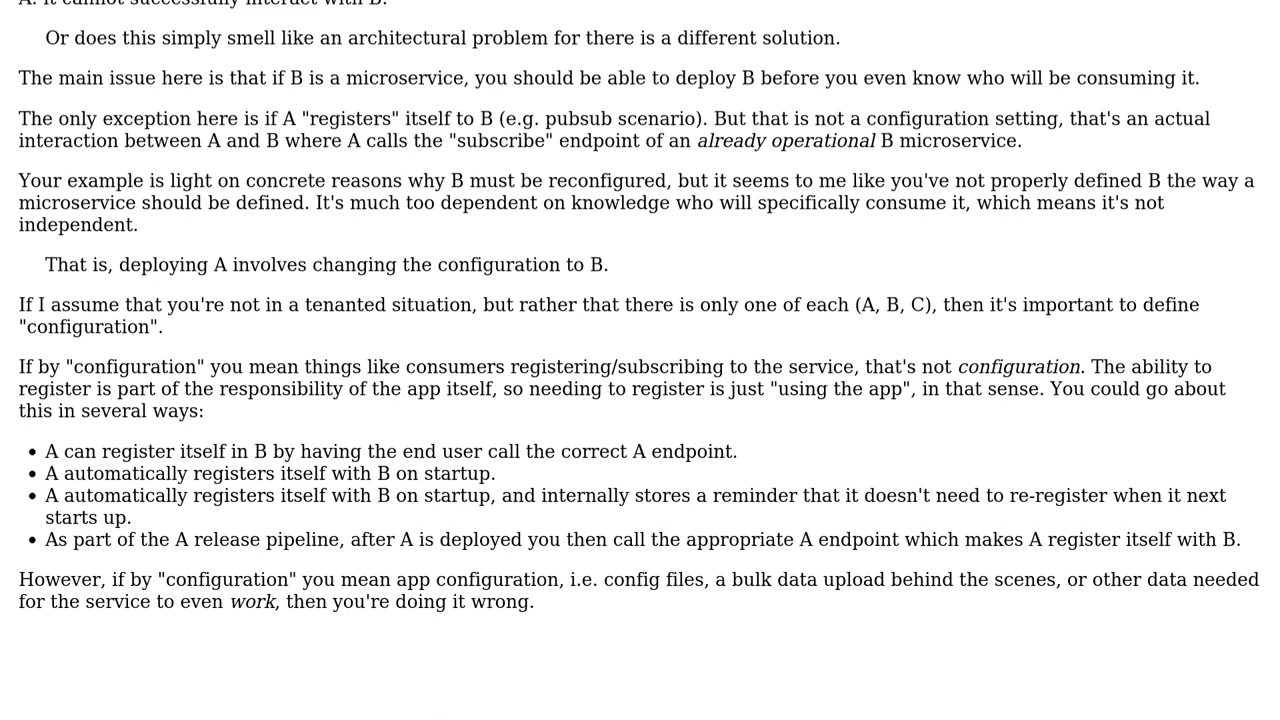 A: it cannot successfully interact with B.
Or does this simply smell like an architectural problem for there is a different solution.
The main issue here is that if B is a microservice, you should be able to deploy B before you even know who will be consuming it.
The only exception here is if A "registers" itself to B (e.g. pubsub scenario). But that is not a configuration setting, that's an actual
interaction between A and B where A calls the "subscribe" endpoint of an already operational B microservice.
Your example is light on concrete reasons why B must be reconfigured, but it seems to me like you've not properly defined B the way a
microservice should be defined. It's much too dependent on knowledge who will specifically consume it, which means it's not
independent.
That is, deploying A involves changing the configuration to B.
If I assume that you're not in a tenanted situation, but rather that there is only one of each (A, B, C), then it's important to define
"configuration".
If by "configuration" you mean things like consumers registering/subscribing to the service, that's not configuration. The ability to
register is part of the responsibility of the app itself, so needing to register is just "using the app", in that sense. You could go about
this in several ways:
• A can register itself in B by having the end user call the correct A endpoint.
• A automatically registers itself with B on startup.
• A automatically registers itself with B on startup, and internally stores a reminder that it doesn't need to re-register when it next
starts up.
• As part of the A release pipeline, after A is deployed you then call the appropriate A endpoint which makes A register itself with B.
However, if by "configuration" you mean app configuration, i.e. config files, a bulk data upload behind the scenes, or other data needed
for the service to even work, then you're doing it wrong.